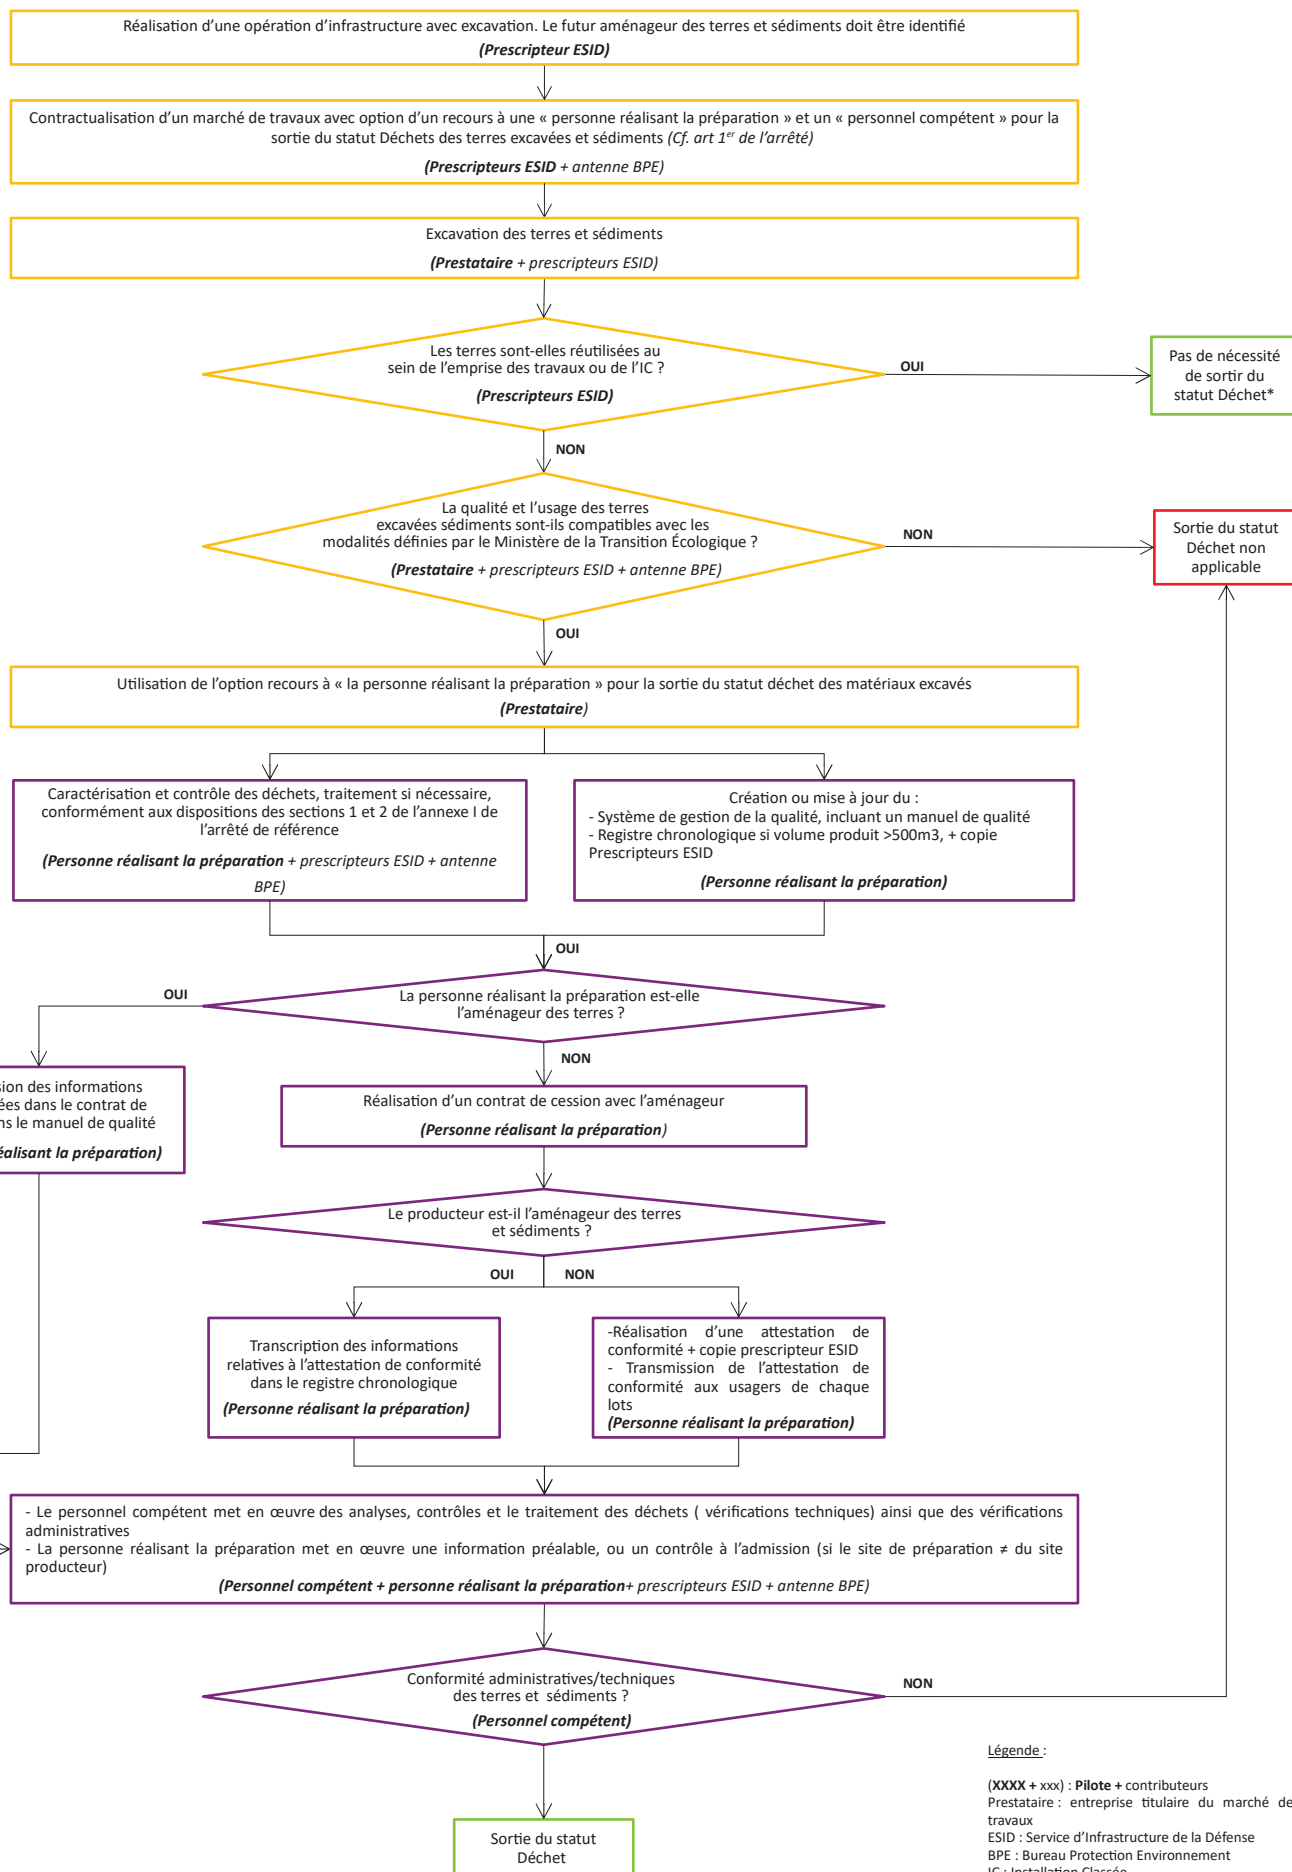 Réalisation d’une opération d’infrastructure avec excavation. Le futur aménageur des terres et sédiments doit être identifié
(Prescripteur ESID)
Contractualisation d’un marché de travaux avec option d’un recours à une « personne réalisant la préparation » et un « personnel compétent » pour la
sortie du statut Déchets des terres excavées et sédiments (Cf. art 1er de l’arrêté)
(Prescripteurs ESID + antenne BPE)
Excavation des terres et sédiments
(Prestataire + prescripteurs ESID)
Les terres sont-elles réutilisées au
sein de l’emprise des travaux ou de l’IC ?
(Prescripteurs ESID)
OUI
Pas de nécessité
de sortir du
statut Déchet*
NON
La qualité et l’usage des terres
excavées sédiments sont-ils compatibles avec les
modalités définies par le Ministère de la Transition Écologique ?
(Prestataire + prescripteurs ESID + antenne BPE)
NON
Sortie du statut
Déchet non
applicable
OUI
Utilisation de l’option recours à « la personne réalisant la préparation » pour la sortie du statut déchet des matériaux excavés
(Prestataire)
Caractérisation et contrôle des déchets, traitement si nécessaire,
conformément aux dispositions des sections 1 et 2 de l’annexe I de
l’arrêté de référence
(Personne réalisant la préparation + prescripteurs ESID + antenne
BPE)
Création ou mise à jour du :
- Système de gestion de la qualité, incluant un manuel de qualité
- Registre chronologique si volume produit >500m3, + copie
Prescripteurs ESID
(Personne réalisant la préparation)
OUI
La personne réalisant la préparation est-elle
l’aménageur des terres ?
OUI
NON
sion des informations
ées dans le contrat de
ns le manuel de qualité
éalisant la préparation)
Réalisation d’un contrat de cession avec l’aménageur
(Personne réalisant la préparation)
Le producteur est-il l’aménageur des terres
et sédiments ?
OUI
NON
Transcription des informations
relatives à l’attestation de conformité
dans le registre chronologique
(Personne réalisant la préparation)
-Réalisation d’une attestation de
conformité + copie prescripteur ESID
- Transmission de l’attestation de
conformité aux usagers de chaque
lots
(Personne réalisant la préparation)
- Le personnel compétent met en œuvre des analyses, contrôles et le traitement des déchets ( vérifications techniques) ainsi que des vérifications
administratives
- La personne réalisant la préparation met en œuvre une information préalable, ou un contrôle à l’admission (si le site de préparation ≠ du site
producteur)
(Personnel compétent + personne réalisant la préparation+ prescripteurs ESID + antenne BPE)
Conformité administratives/techniques
des terres et sédiments ?
(Personnel compétent)
NON
Sortie du statut
Déchet
Légende :
(XXXX + xxx) : Pilote + contributeurs
Prestataire : entreprise titulaire du marché de
travaux
ESID : Service d’Infrastructure de la Défense
BPE : Bureau Protection Environnement
IC : Installation Classée